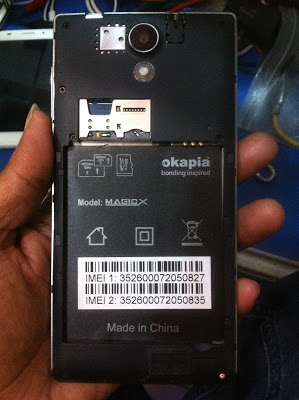 okapia
bonding inspired
Model: MAGIC X
IMEI 1: 352600072050827
IMEI 2: 352600072050835
Made in China